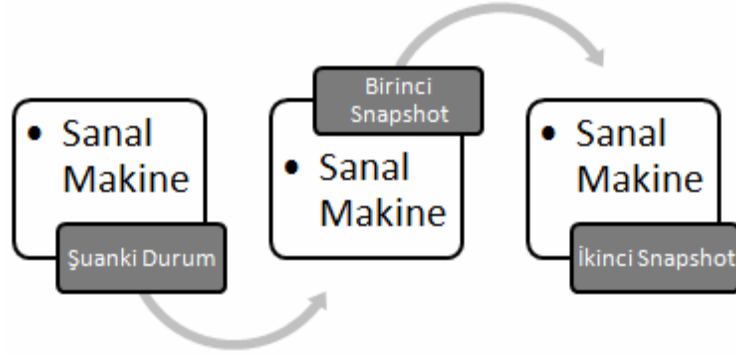 • Sanal
Makine
Şuanki Durum
Birinci
Snapshot
• Sanal
Makine
• Sanal
Makine
İkinci Snapshot